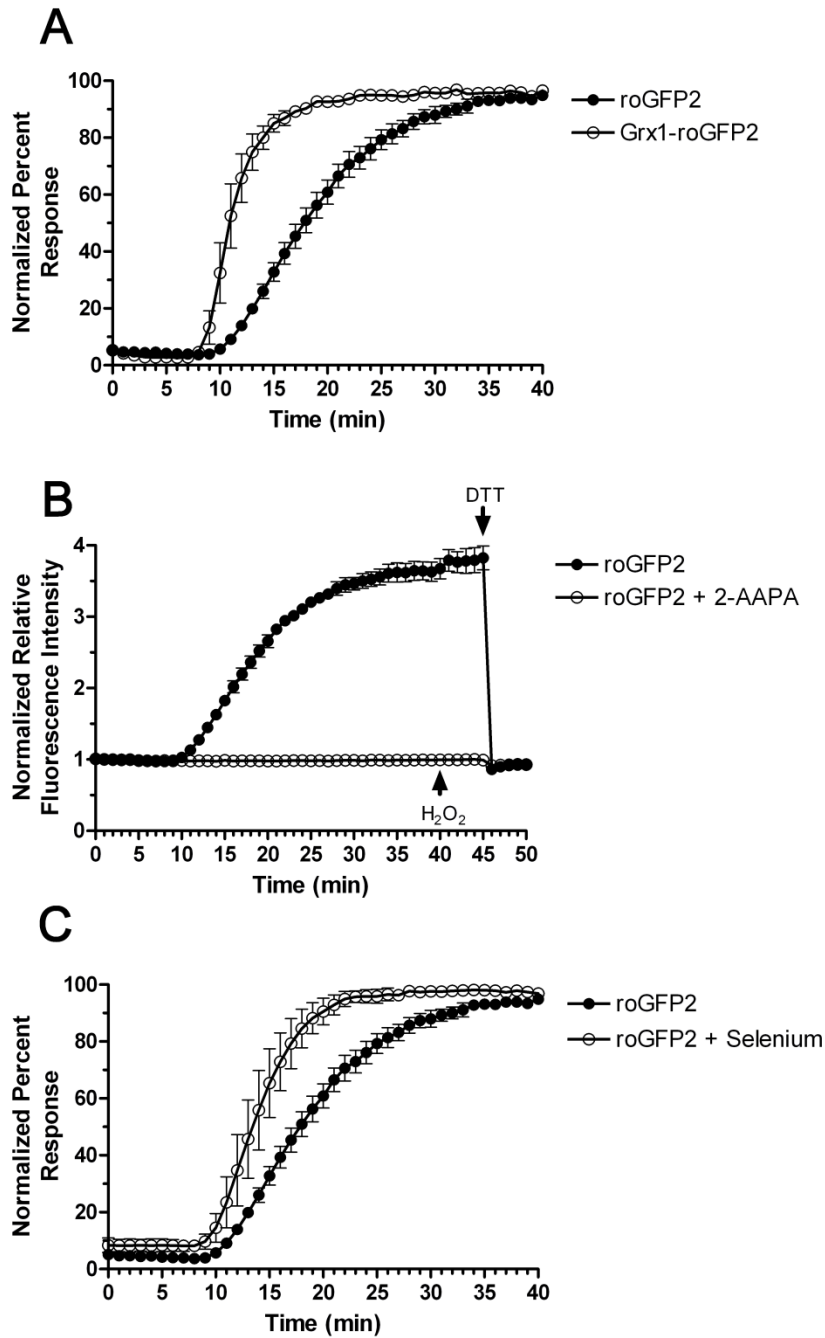 A
Normalized Percent
Response
100
80
60
40
20
0
0 5 10 15 20 25 30 35 40
Time (min)
roGFP2
Grx1-roGFP2
B
Normalized Relative
Fluorescence Intensity
4
3
2
1
0
0 5 10 15 20 25 30 35 40 45 50
Time (min)
DTT
H₂O₂
roGFP2
roGFP2 + 2-AAPA
C
Normalized Percent
Response
100
80
60
40
20
0
0 5 10 15 20 25 30 35 40
Time (min)
roGFP2
roGFP2 + Selenium